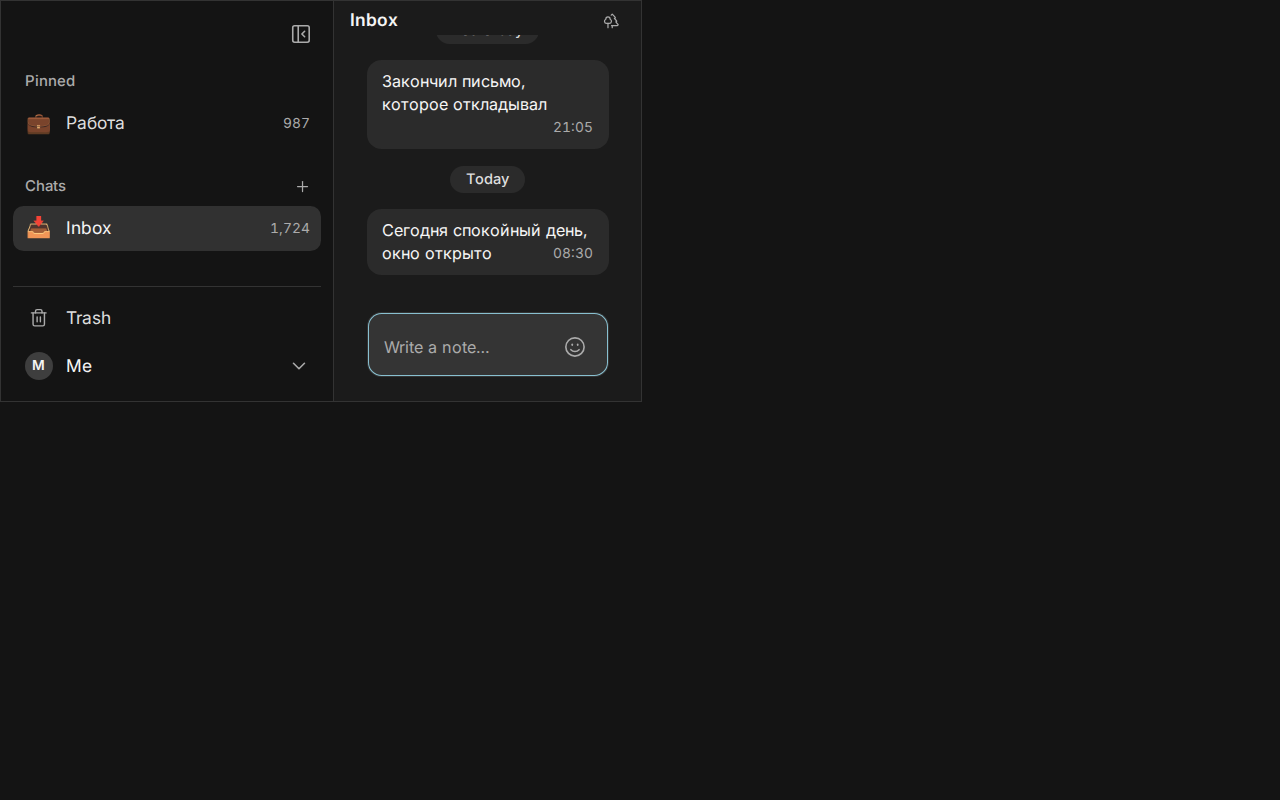 Pinned
Работа 987
Chats
Inbox 1,724
Trash
M Me
Inbox
Закончил письмо,
которое откладывал
21:05
Today
Сегодня спокойный день,
окно открыто 08:30
Write a note...